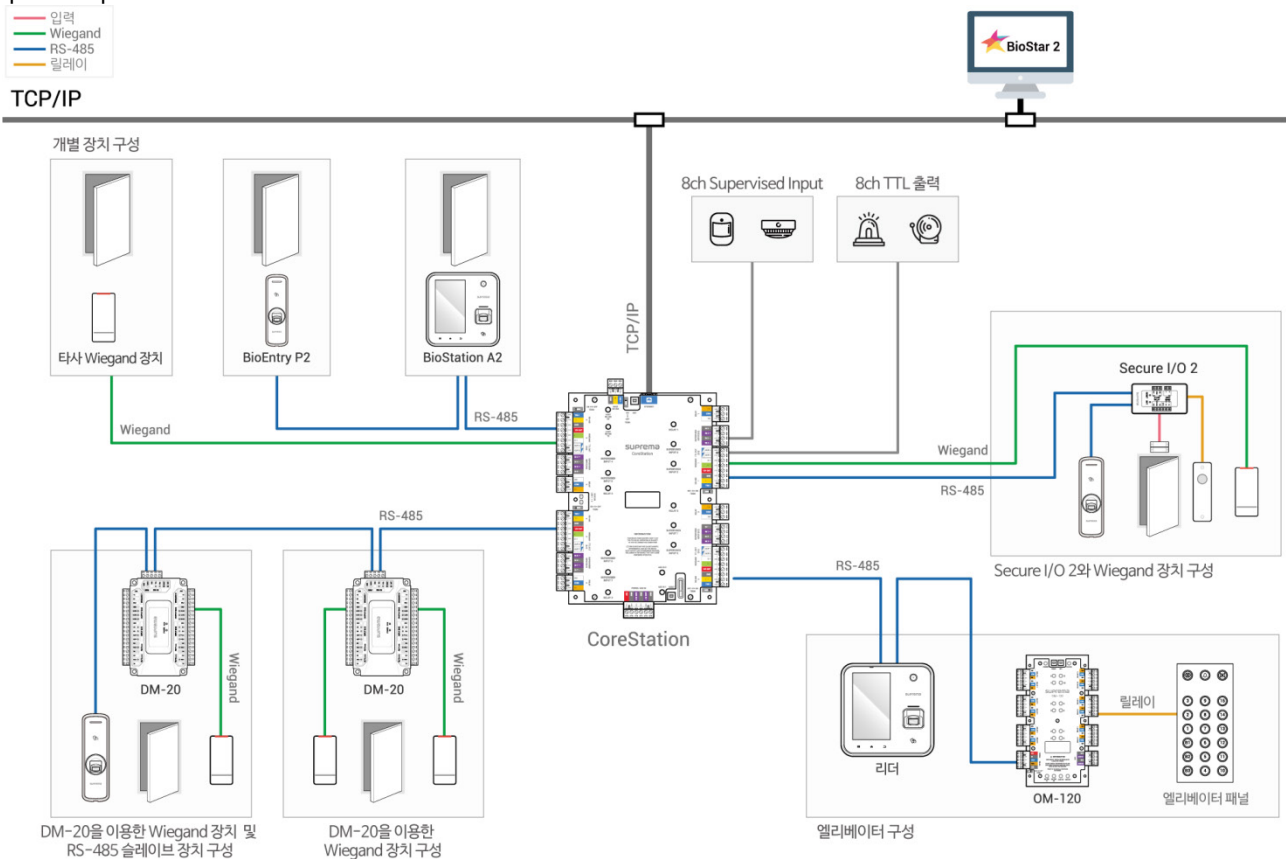 입력
Wiegand
RS-485
릴레이
BioStar 2
TCP/IP
개별 장치 구성
8ch Supervised Input
8ch TTL 출력
타사 Wiegand 장치
BioEntry P2
BioStation A2
TCP/IP
Secure I/O 2
Wiegand
RS-485
suprema
CoreStation
Wiegand
RS-485
Secure I/O 2와 Wiegand 장치 구성
RS-485
RS-485
CoreStation
Wiegand
Wiegand
Wiegand
DM-20
DM-20
릴레이
리더
OM-120
엘리베이터 패널
DM-20을 이용한 Wiegand 장치 및
RS-485 슬레이브 장치 구성
DM-20을 이용한
Wiegand 장치 구성
엘리베이터 구성